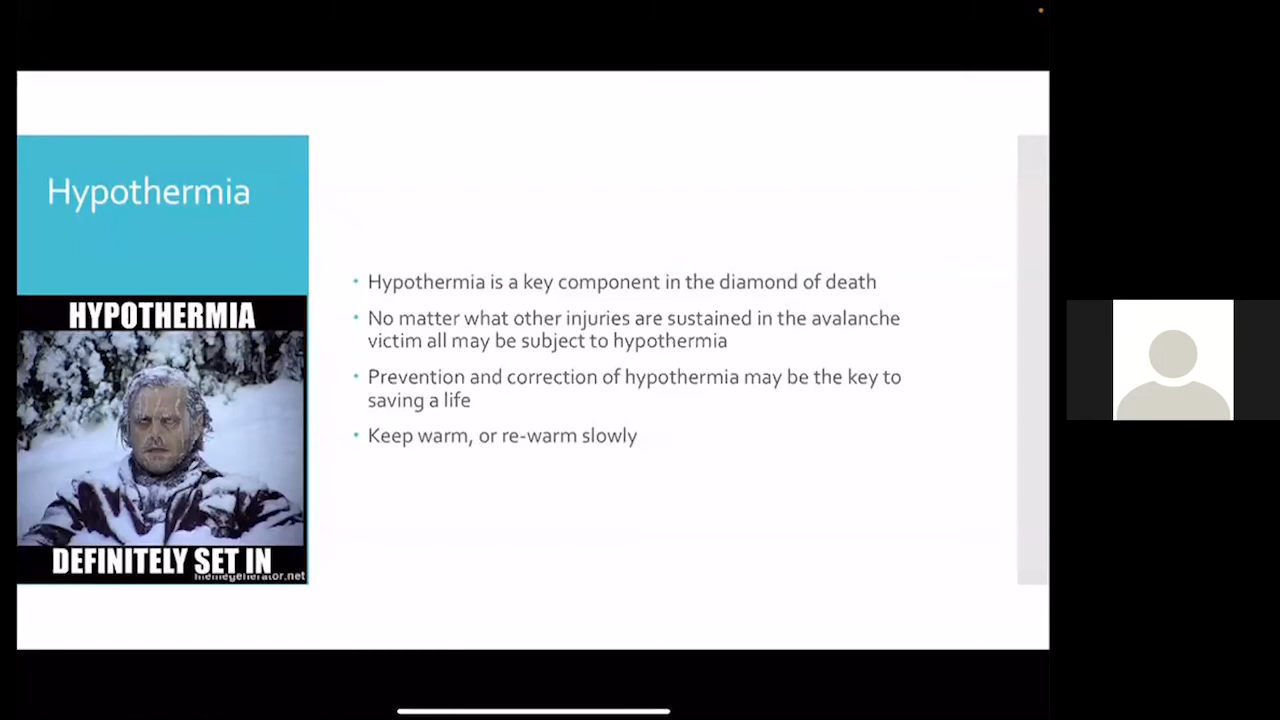 Hypothermia
HYPOTHERMIA
DEFINITELY SET IN
memegenerator.net
• Hypothermia is a key component in the diamond of death
• No matter what other injuries are sustained in the avalanche
victim all may be subject to hypothermia
• Prevention and correction of hypothermia may be the key to
saving a life
• Keep warm, or re-warm slowly